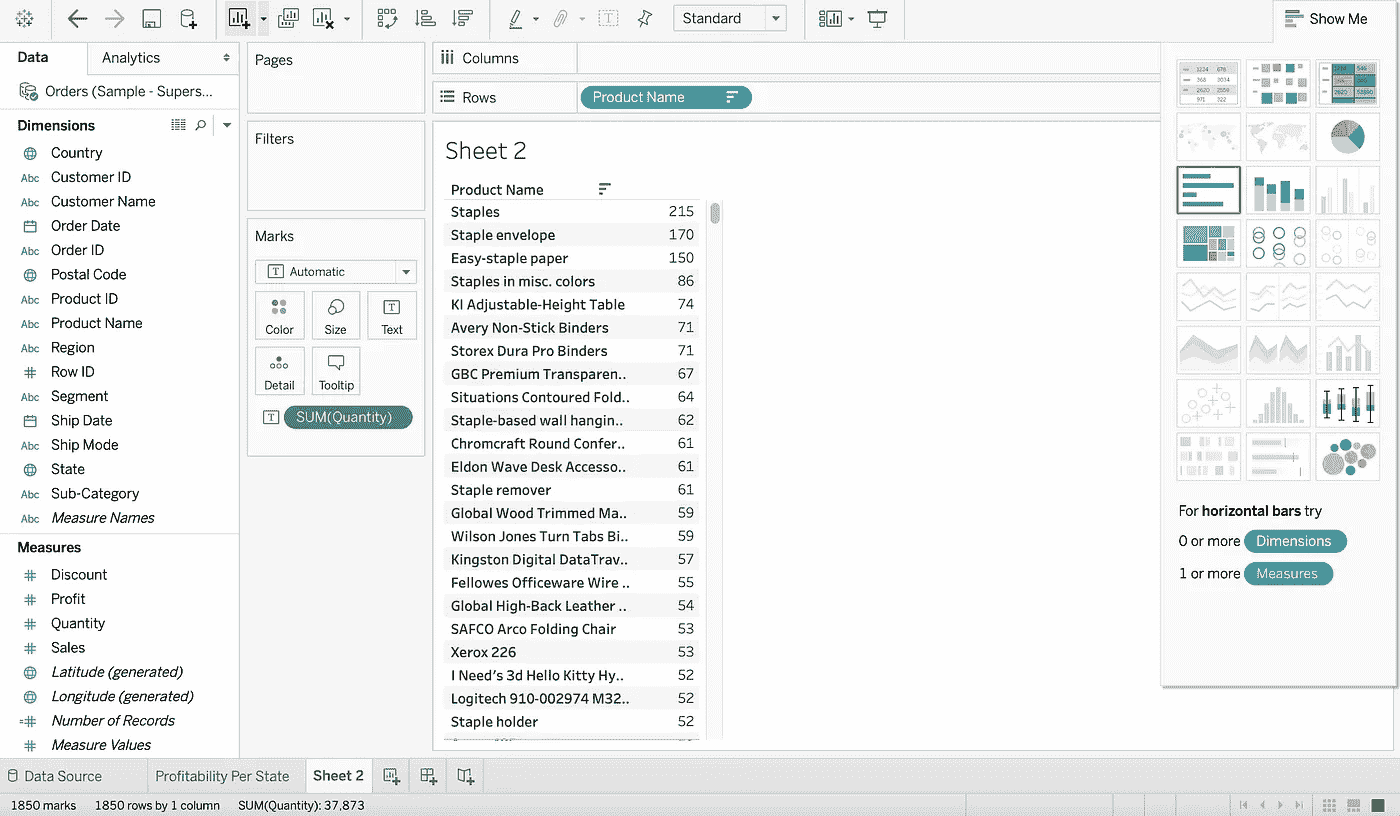 Standard
Show Me
Data
Analytics
Orders (Sample - Supers...
Dimensions
Country
Abc Customer ID
Abc Customer Name
Order Date
Abc Order ID
Postal Code
Abc Product ID
Abc Product Name
Abc Region
Row ID
Abc Segment
Ship Date
Abc Ship Mode
State
Abc Sub-Category
Abc Measure Names
Measures
Discount
Profit
Quantity
Sales
Latitude (generated)
Longitude (generated)
Number of Records
Measure Values
Pages
Filters
Marks
T Automatic
Color
Size
T Text
Detail
Tooltip
T SUM(Quantity)
Columns
Rows
Product Name
Sheet 2
Product Name
Staples 215
Staple envelope 170
Easy-staple paper 150
Staples in misc. colors 86
KI Adjustable-Height Table 74
Avery Non-Stick Binders 71
Storex Dura Pro Binders 71
GBC Premium Transparen.. 67
Situations Contoured Fold.. 64
Staple-based wall hangin.. 62
Chromcraft Round Confer.. 61
Eldon Wave Desk Accesso.. 61
Staple remover 61
Global Wood Trimmed Ma.. 59
Wilson Jones Turn Tabs Bi.. 59
Kingston Digital DataTrav.. 57
Fellowes Officeware Wire .. 55
Global High-Back Leather .. 54
SAFCO Arco Folding Chair 53
Xerox 226 53
I Need's 3d Hello Kitty Hy.. 52
Logitech 910-002974 M32.. 52
Staple holder 52
For horizontal bars try
0 or more Dimensions
1 or more Measures
Data Source
Profitability Per State
Sheet 2
1850 marks
1850 rows by 1 column
SUM(Quantity): 37,873